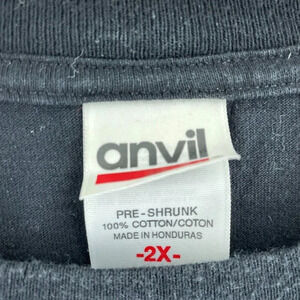 anvil
PRE-SHRUNK
100% COTTON/COTON
MADE IN HONDURAS
-2X-